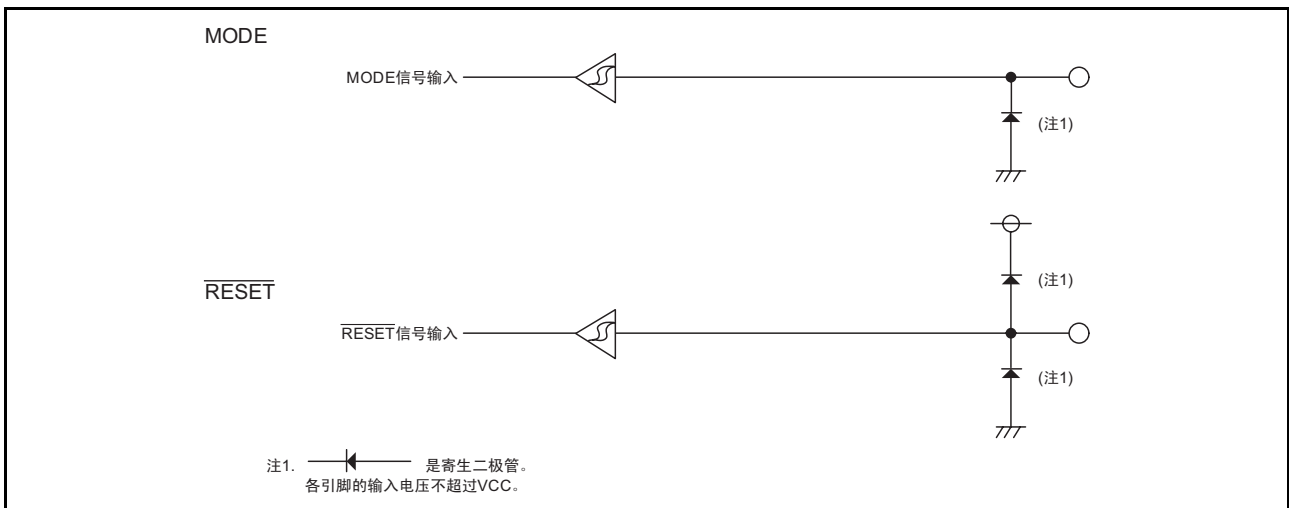 MODE
MODE信号输入
(注1)
(注1)
RESET
RESET信号输入
(注1)
注1. 是寄生二极管。
各引脚的输入电压不超过VCC。